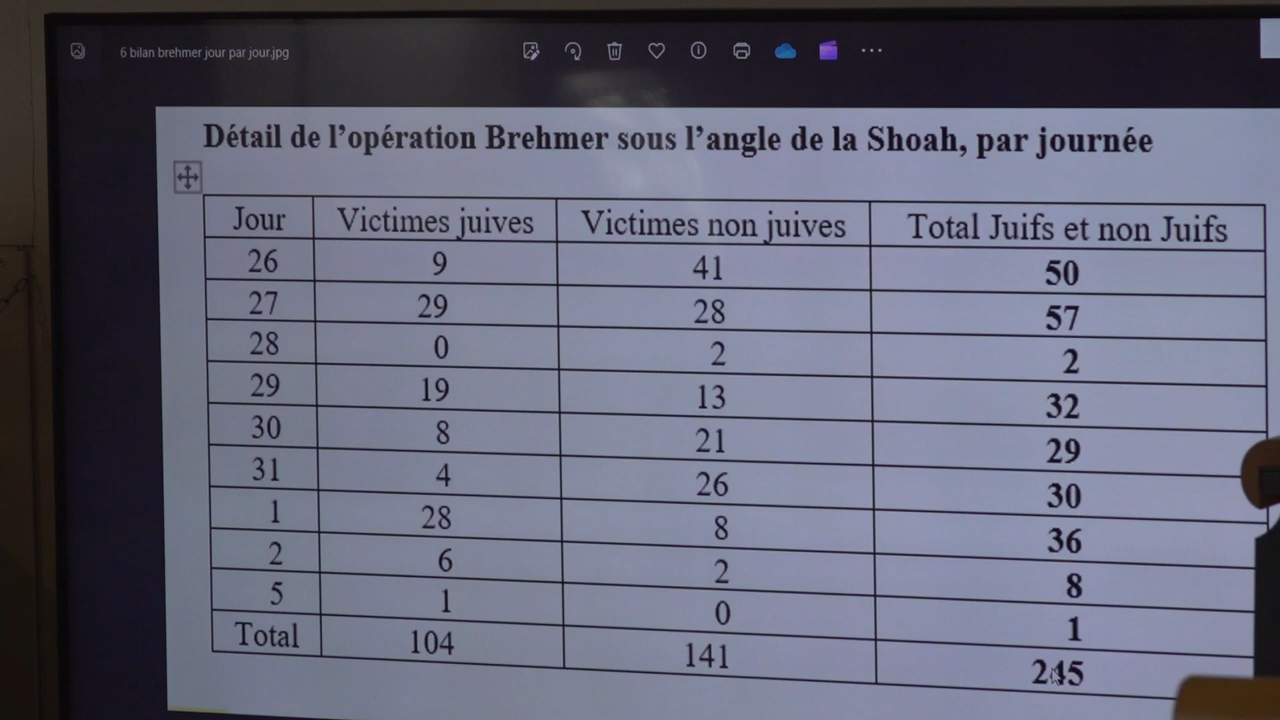 6 bilan brehmer jour par jour.jpg
Détail de l'opération Brehmer sous l'angle de la Shoah, par journée
Jour Victimes juives Victimes non juives Total Juifs et non Juifs
26 9 41 50
27 29 28 57
28 0 2 2
29 19 13 32
30 8 21 29
31 4 26 30
1 28 8 36
2 6 2 8
5 1 0 1
Total 104 141 245